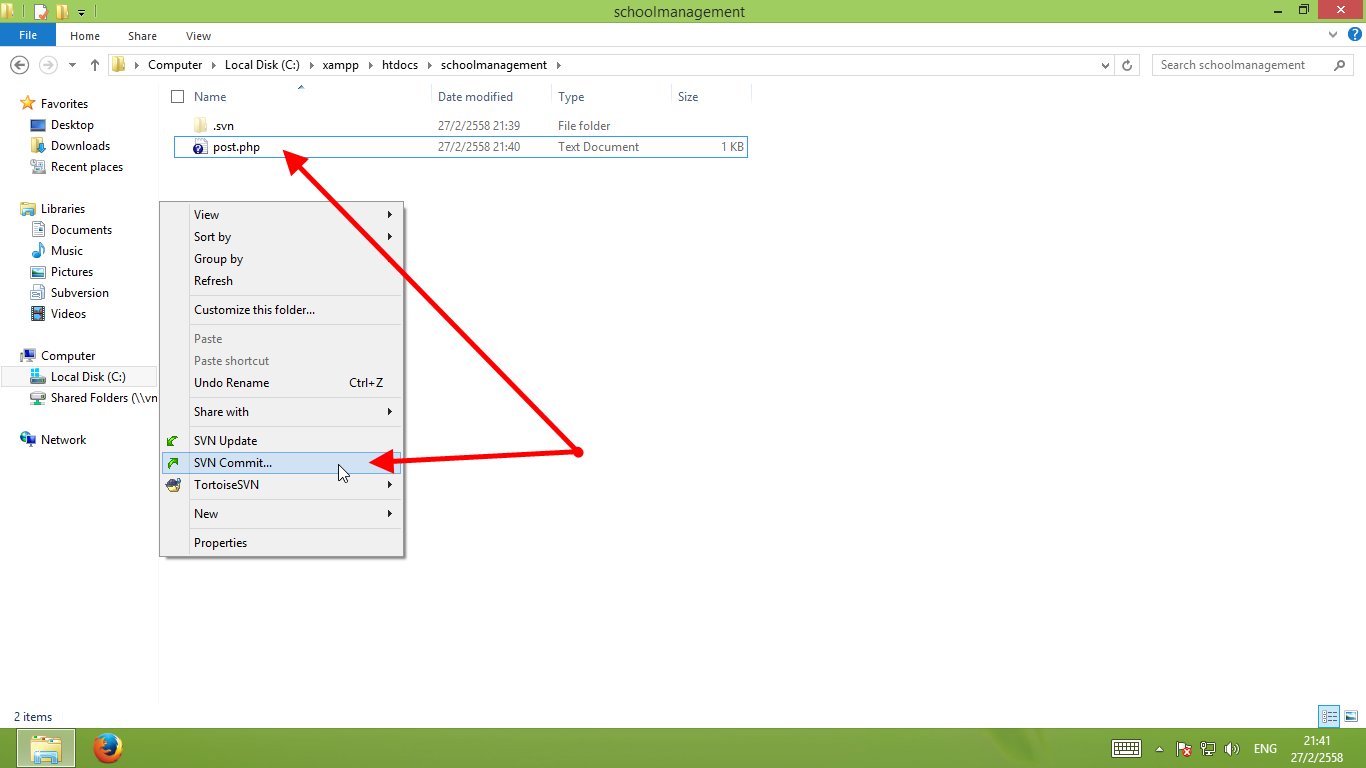 schoolmanagement
File Home Share View
Computer Local Disk (C:) xampp htdocs schoolmanagement
Search schoolmanagement
Name Date modified Type Size
.svn 27/2/2558 21:39 File folder
post.php 27/2/2558 21:40 Text Document 1 KB
Favorites
Desktop
Downloads
Recent places
Libraries
Documents
Music
Pictures
Subversion
Videos
Computer
Local Disk (C:)
Shared Folders (\\vn
Network
View
Sort by
Group by
Refresh
Customize this folder...
Paste
Paste shortcut
Undo Rename Ctrl+Z
Share with
SVN Update
SVN Commit...
TortoiseSVN
New
Properties
2 items
ENG
21:41
27/2/2558